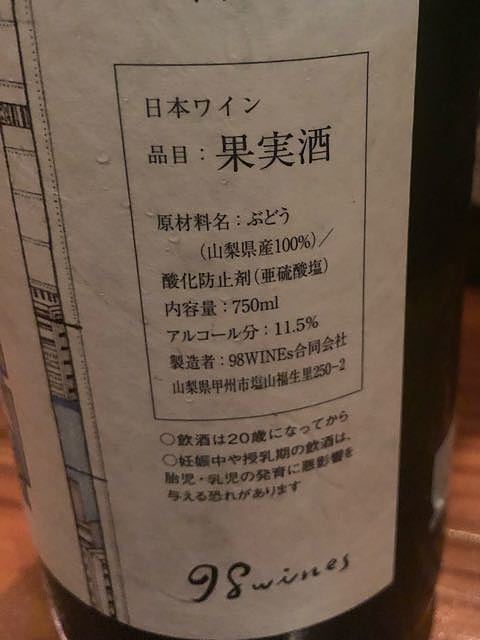 日本ワイン
品目：果実酒
原材料名：ぶどう
（山梨県産100%）／
酸化防止剤（亜硫酸塩）
内容量：750ml
アルコール分：11.5%
製造者：98WINEs合同会社
山梨県甲州市塩山福生里250-2
○飲酒は20歳になってから
○妊娠中や授乳期の飲酒は、
胎児・乳児の発育に悪影響を
与える恐れがあります
98wines